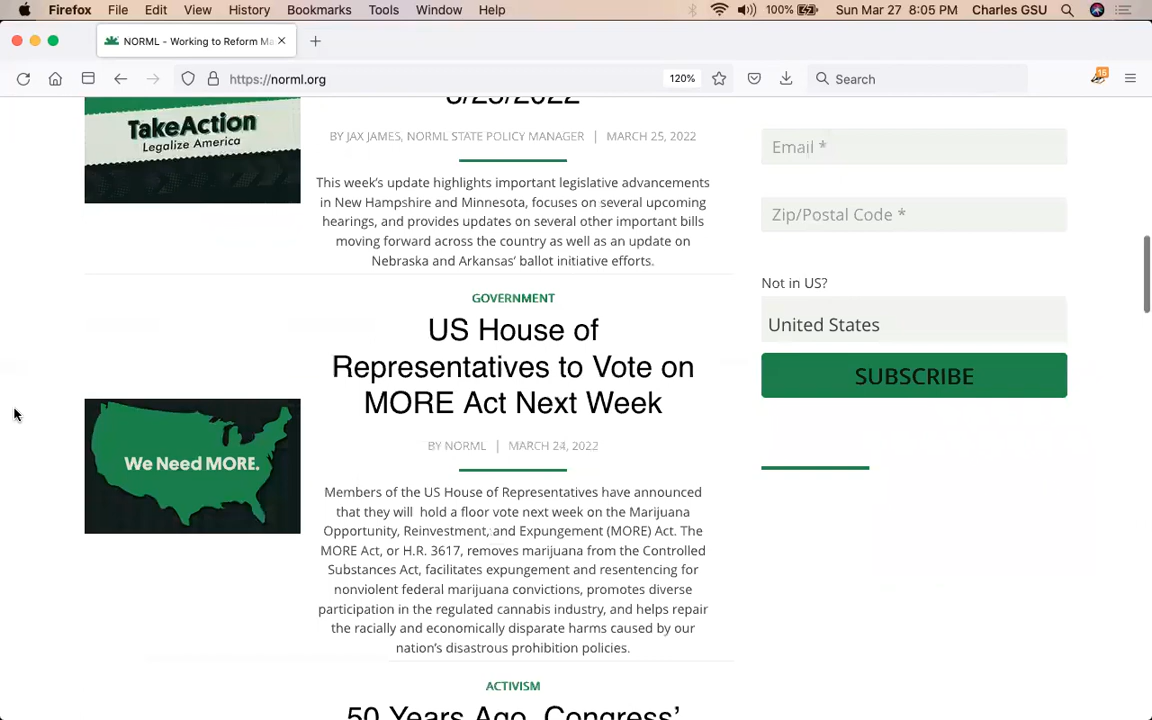 Firefox File Edit View History Bookmarks Tools Window Help 100% Sun Mar 27 8:05 PM Charles GSU
NORML - Working to Reform Ma
https://norml.org 120% Search 16
TakeAction
Legalize America
3/25/2022
BY JAX JAMES, NORML STATE POLICY MANAGER | MARCH 25, 2022
This week's update highlights important legislative advancements
in New Hampshire and Minnesota, focuses on several upcoming
hearings, and provides updates on several other important bills
moving forward across the country as well as an update on
Nebraska and Arkansas' ballot initiative efforts.
GOVERNMENT
US House of
Representatives to Vote on
MORE Act Next Week
BY NORML | MARCH 24, 2022
We Need MORE.
Members of the US House of Representatives have announced
that they will hold a floor vote next week on the Marijuana
Opportunity, Reinvestment, and Expungement (MORE) Act. The
MORE Act, or H.R. 3617, removes marijuana from the Controlled
Substances Act, facilitates expungement and resentencing for
nonviolent federal marijuana convictions, promotes diverse
participation in the regulated cannabis industry, and helps repair
the racially and economically disparate harms caused by our
nation's disastrous prohibition policies.
ACTIVISM
50 Years Ago, Congress'
Email *
Zip/Postal Code *
Not in US?
United States
SUBSCRIBE